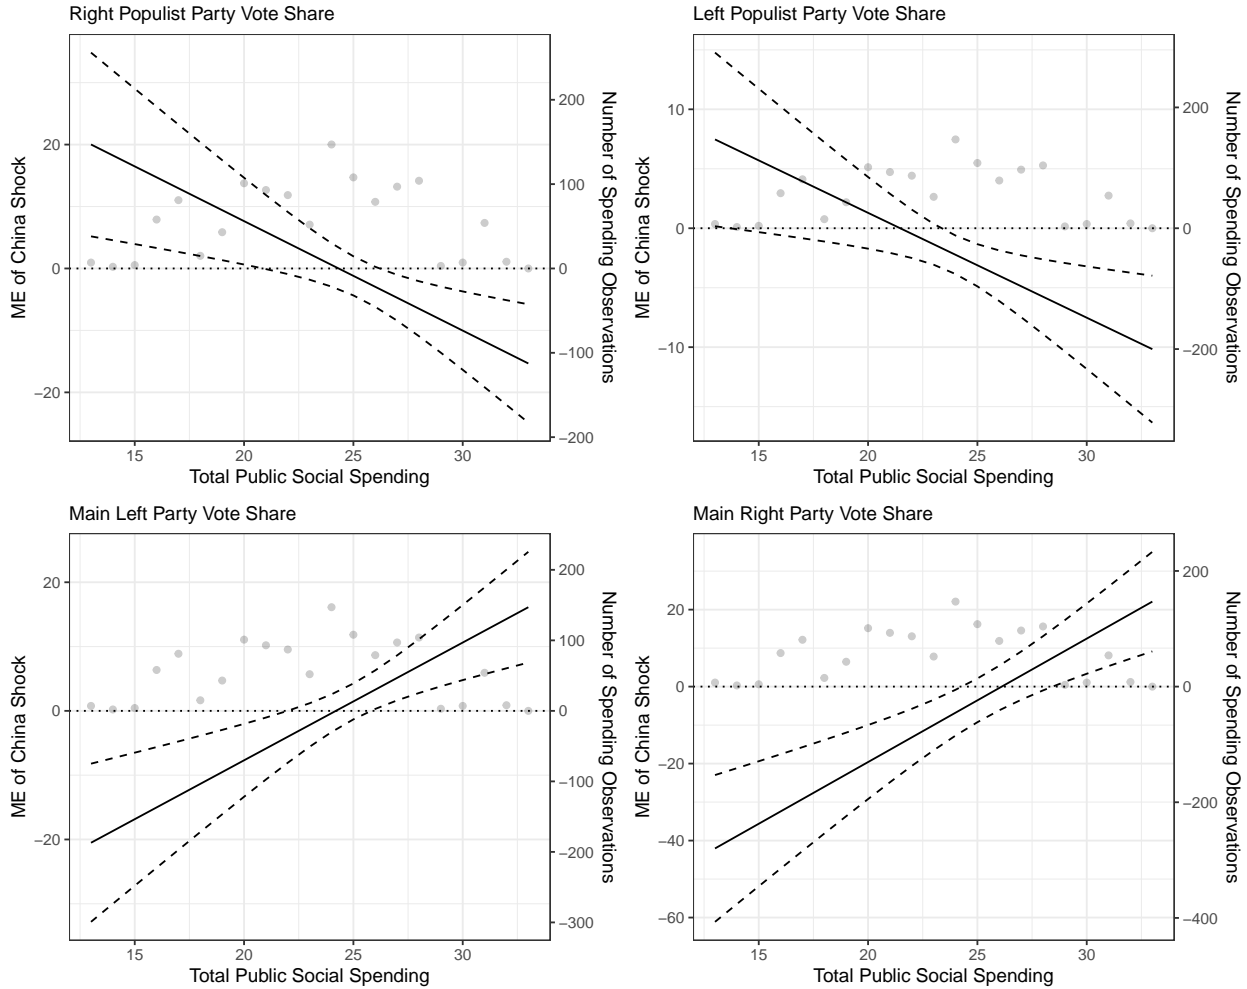 Right Populist Party Vote Share
20
0
−20
ME of China Shock
200
100
0
−100
−200
Number of Spending Observations
15 20 25 30
Total Public Social Spending
Left Populist Party Vote Share
10
0
−10
ME of China Shock
200
0
−200
Number of Spending Observations
15 20 25 30
Total Public Social Spending
Main Left Party Vote Share
20
0
−20
ME of China Shock
200
100
0
−100
−200
−300
Number of Spending Observations
15 20 25 30
Total Public Social Spending
Main Right Party Vote Share
20
0
−20
−40
−60
ME of China Shock
200
0
−200
−400
Number of Spending Observations
15 20 25 30
Total Public Social Spending